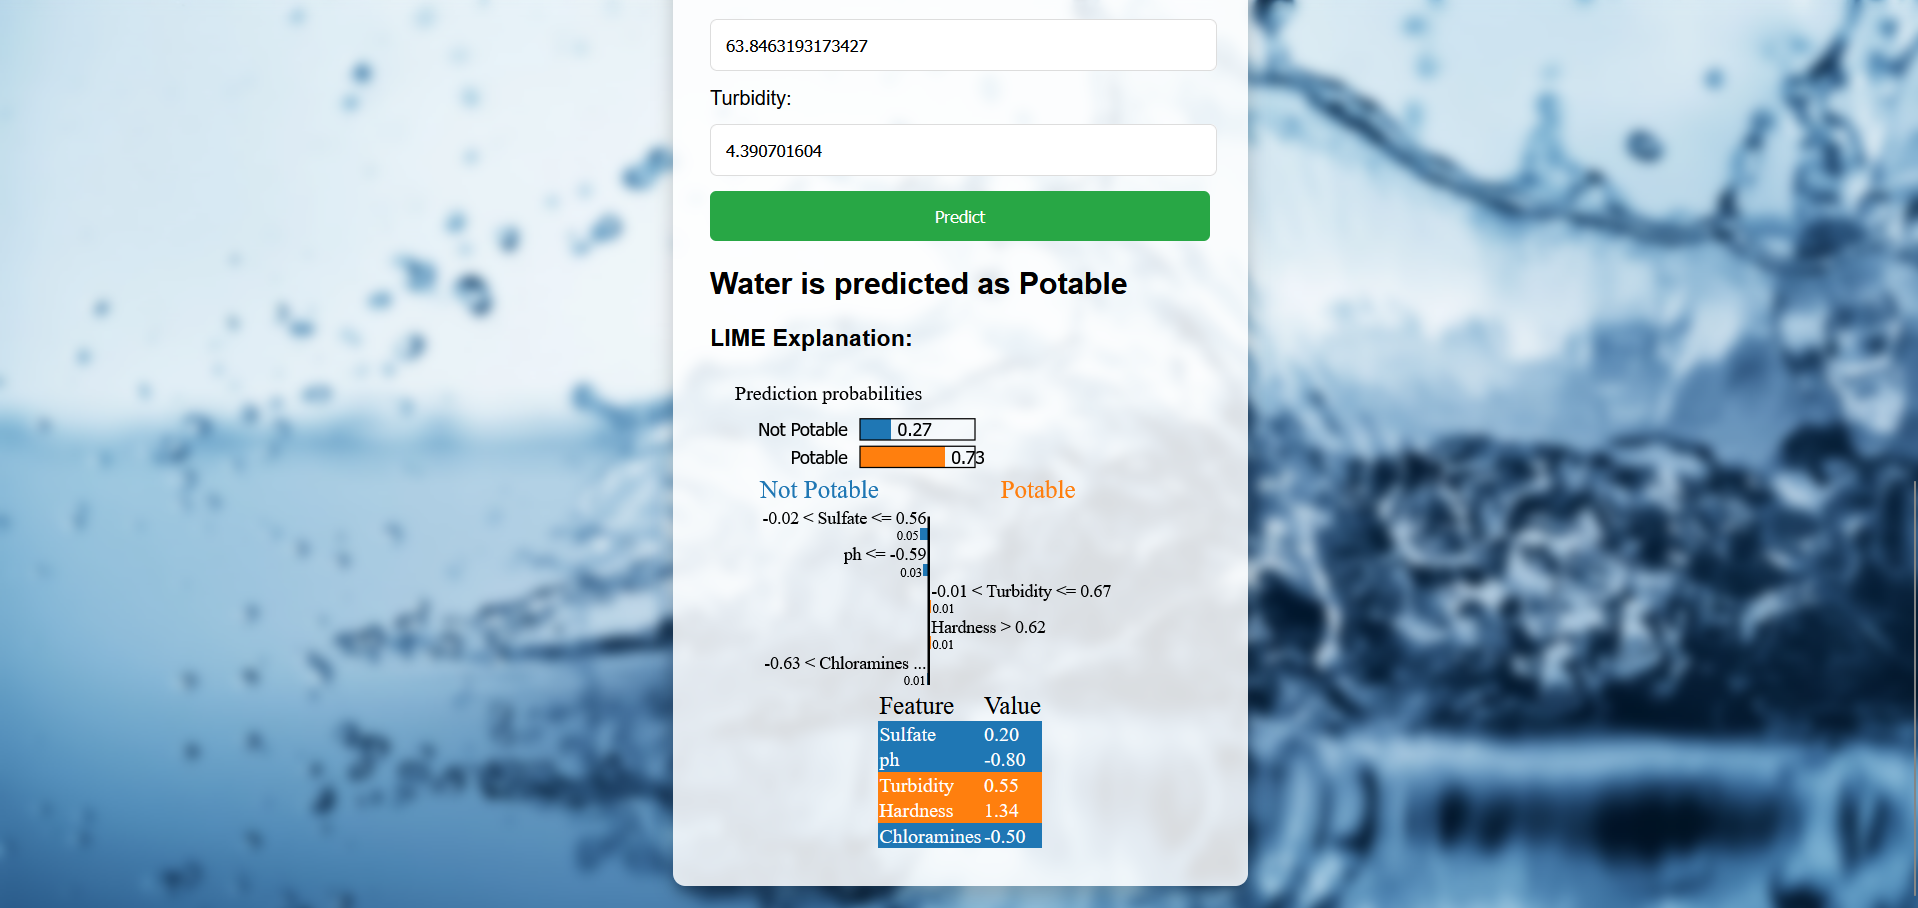 63.8463193173427
Turbidity:
4.390701604
Predict
Water is predicted as Potable
LIME Explanation:
Prediction probabilities
Not Potable 0.27
Potable 0.73
Not Potable Potable
-0.02 < Sulfate <= 0.56
0.05
ph <= -0.59
0.03
-0.01 < Turbidity <= 0.67
0.01
Hardness > 0.62
0.01
-0.63 < Chloramines ...
0.01
Feature Value
Sulfate 0.20
ph -0.80
Turbidity 0.55
Hardness 1.34
Chloramines -0.50